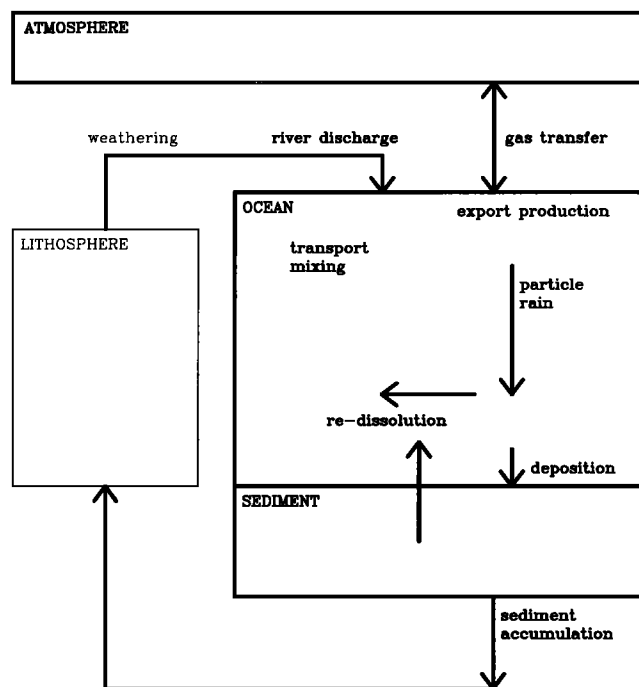 ATMOSPHERE
weathering
river discharge
gas transfer
OCEAN
export production
LITHOSPHERE
transport
mixing
particle
rain
re-dissolution
deposition
SEDIMENT
sediment
accumulation